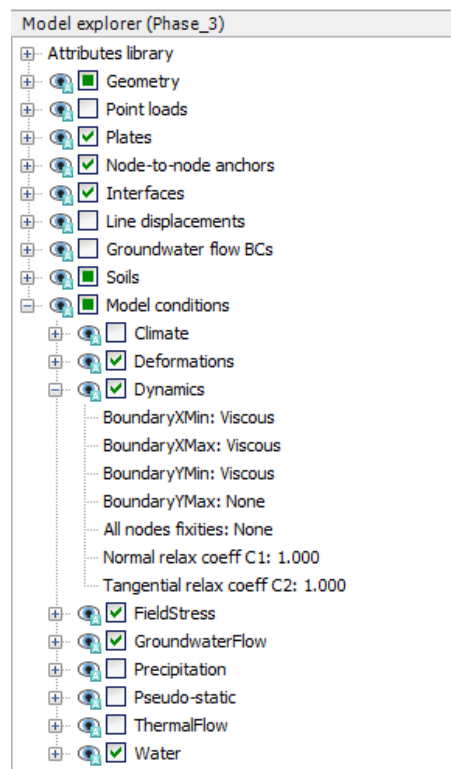 Model explorer (Phase_3)
Attributes library
Geometry
Point loads
Plates
Node-to-node anchors
Interfaces
Line displacements
Groundwater flow BCs
Soils
Model conditions
Climate
Deformations
Dynamics
BoundaryXMin: Viscous
BoundaryXMax: Viscous
BoundaryYMin: Viscous
BoundaryYMax: None
All nodes fixities: None
Normal relax coeff C1: 1.000
Tangential relax coeff C2: 1.000
FieldStress
GroundwaterFlow
Precipitation
Pseudo-static
ThermalFlow
Water